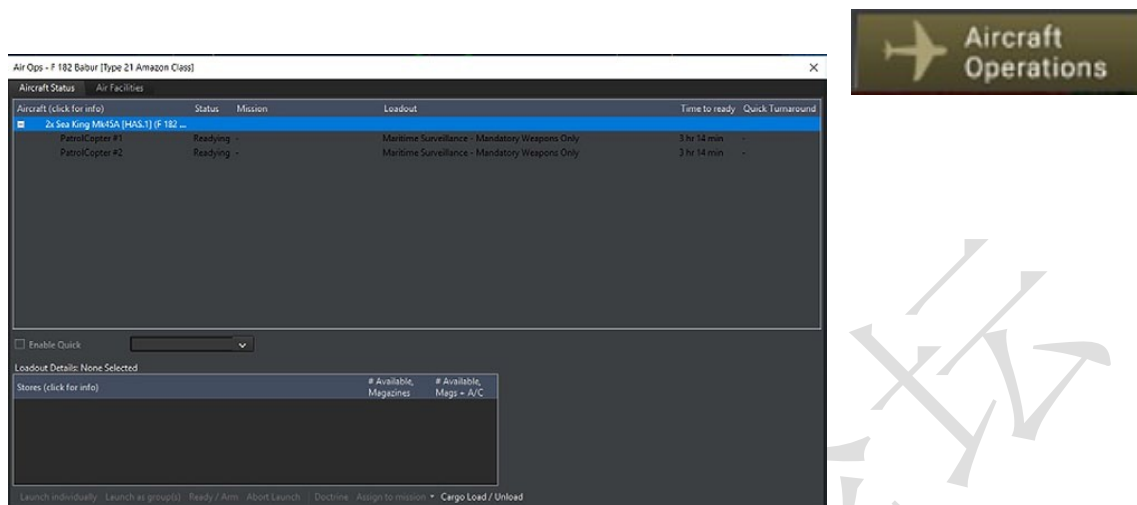 Aircraft
Operations
Air Ops - F 182 Babur [Type 21 Amazon Class]
Aircraft Status Air Facilities
Aircraft (click for info) Status Mission Loadout Time to ready Quick Turnaround
2x Sea King Mk45A [HAS.1] (F 182 ...
PatrolCopter #1 Readying - Maritime Surveillance - Mandatory Weapons Only 3 hr 14 min -
PatrolCopter #2 Readying - Maritime Surveillance - Mandatory Weapons Only 3 hr 14 min -
Enable Quick
Loadout Details: None Selected
Stores (click for info) # Available, Magazines # Available, Mags + A/C
Launch individually Launch as group(s) Ready / Arm Abort Launch Doctrine Assign to mission Cargo Load / Unload